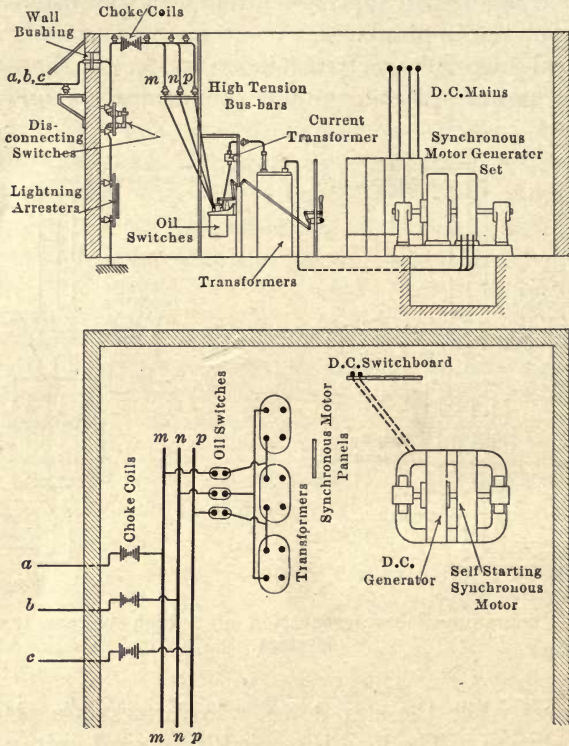 Choke Coils
Wall
Bushing
a,b,c
m n p
High Tension
Bus-bars
D.C. Mains
Current
Transformer
Synchronous
Motor Generator
Set
Dis-
connecting
Switches
Lightning
Arresters
Oil
Switches
Transformers
D.C. Switchboard
m n p
Oil Switches
Synchronous Motor
Panels
Choke Coils
Transformers
a
D.C.
Generator
Self Starting
Synchronous
Motor
b
c
m n p